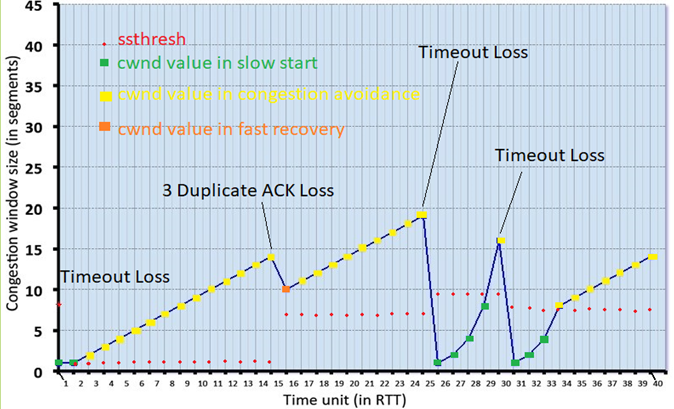 45
40
35
30
25
20
15
10
5
0
Congestion window size (in segments)
ssthresh
cwnd value in slow start
cwnd value in congestion avoidance
cwnd value in fast recovery
Timeout Loss
Timeout Loss
3 Duplicate ACK Loss
Timeout Loss
1 2 3 4 5 6 7 8 9 10 11 12 13 14 15 16 17 18 19 20 21 22 23 24 25 26 27 28 29 30 31 32 33 34 35 36 37 38 39 40
Time unit (in RTT)